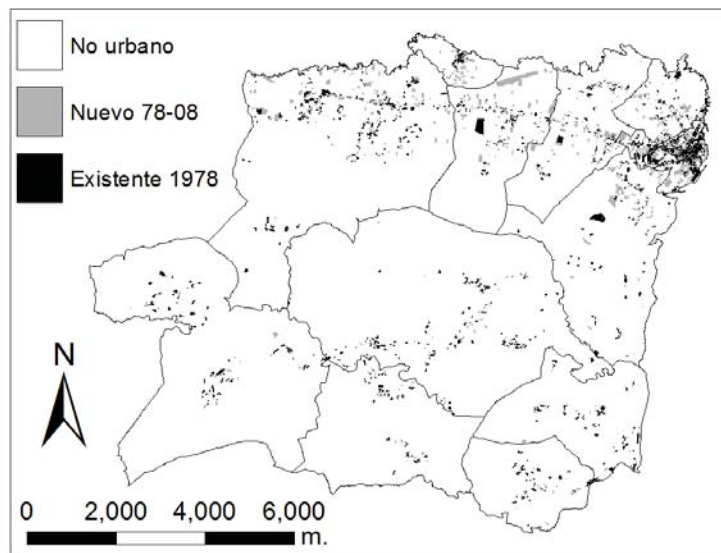 No urbano
Nuevo 78-08
Existente 1978
N
0 2,000 4,000 6,000
m.